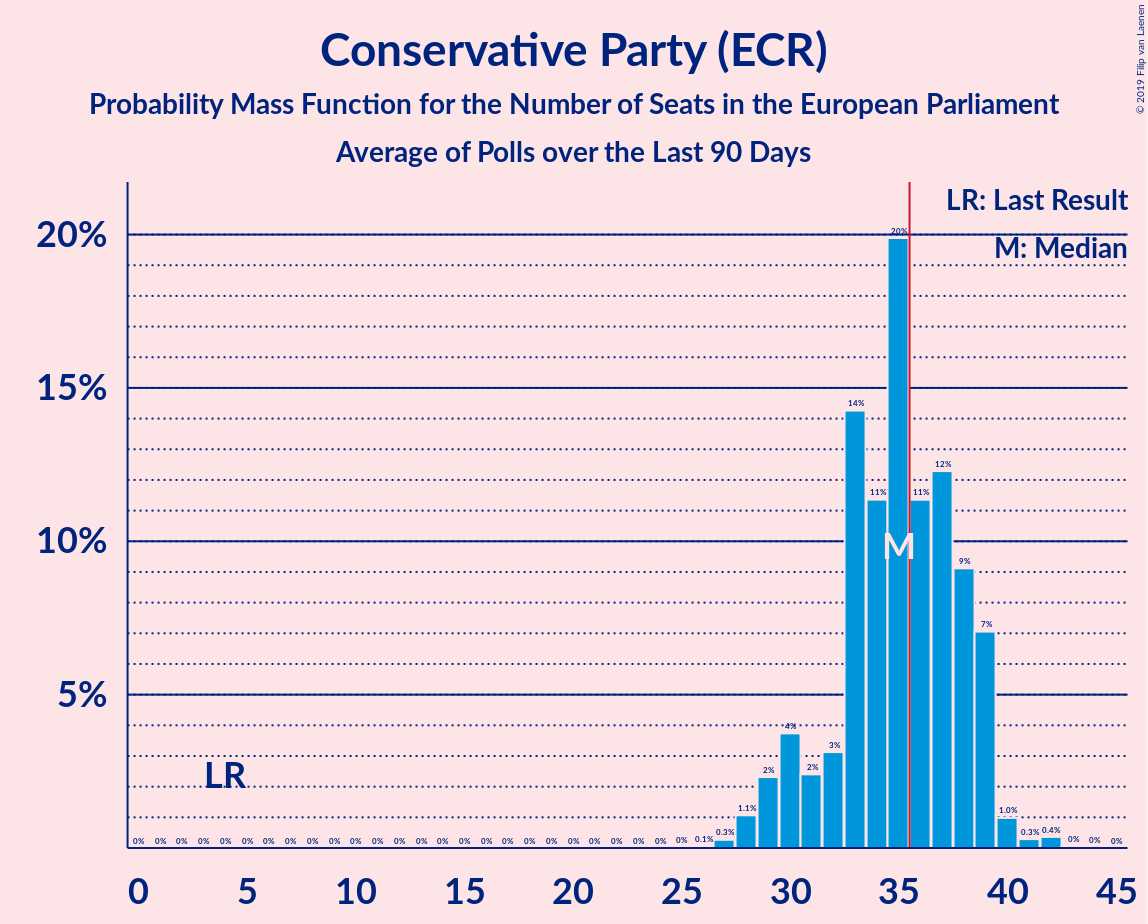 Conservative Party (ECR)
Probability Mass Function for the Number of Seats in the European Parliament
Average of Polls over the Last 90 Days
© 2019 Filip van Laenen
LR: Last Result
M: Median
20%
15%
10%
5%
LR
M
0% 0% 0% 0% 0% 0% 0% 0% 0% 0% 0% 0% 0% 0% 0% 0% 0% 0% 0% 0% 0% 0% 0% 0% 0% 0% 0.1% 0.3% 1.1% 2% 4% 2% 3% 14% 11% 20% 11% 12% 9% 7% 1.0% 0.3% 0.4% 0% 0% 0%
0 5 10 15 20 25 30 35 40 45